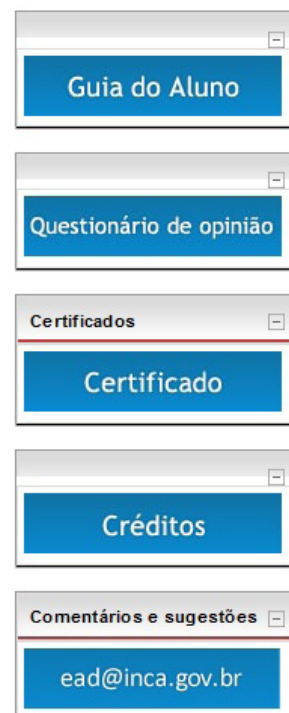 Guia do Aluno
Questionário de opinião
Certificados
Certificado
Créditos
Comentários e sugestões
ead@inca.gov.br